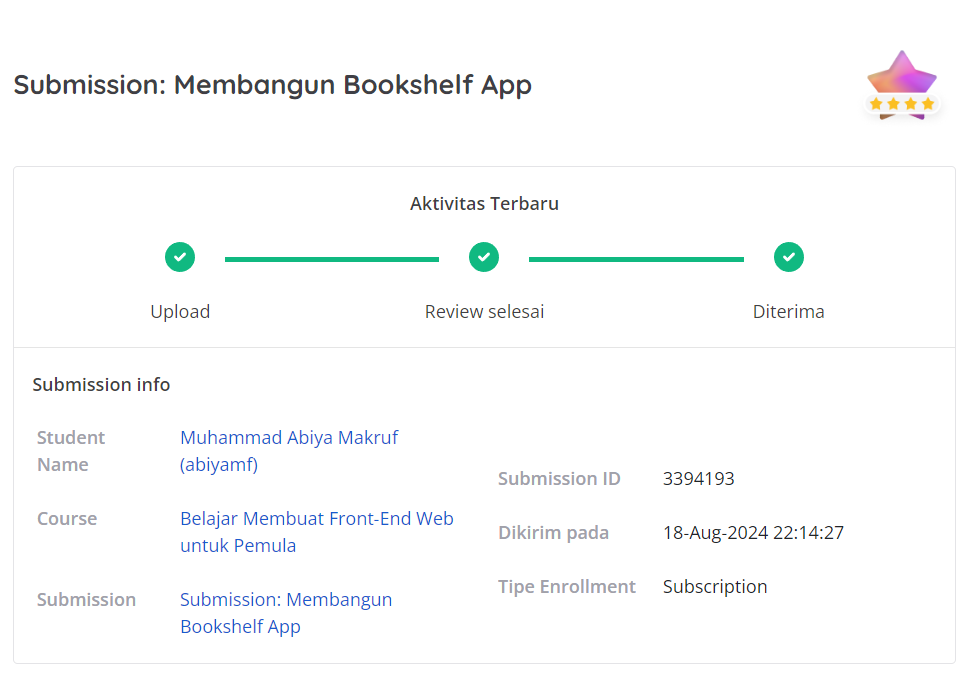 Submission: Membangun Bookshelf App
Aktivitas Terbaru
Upload
Review selesai
Diterima
Submission info
Student
Name
Muhammad Abiya Makruf
(abiyamf)
Course
Belajar Membuat Front-End Web
untuk Pemula
Submission
Submission: Membangun
Bookshelf App
Submission ID
3394193
Dikirim pada
18-Aug-2024 22:14:27
Tipe Enrollment
Subscription